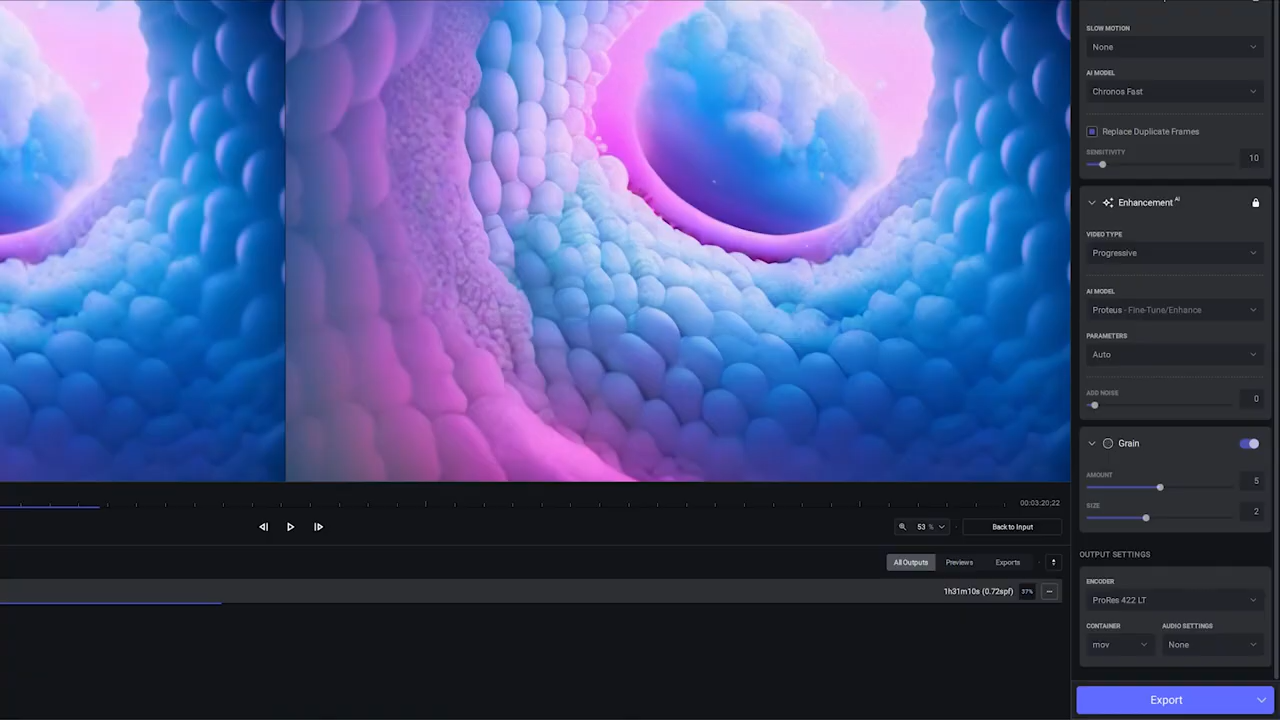 SLOW MOTION
None
AI MODEL
Chronos Fast
Replace Duplicate Frames
SENSITIVITY
10
Enhancement AI
VIDEO TYPE
Progressive
AI MODEL
Proteus - Fine-Tune/Enhance
PARAMETERS
Auto
ADD NOISE
0
Grain
AMOUNT
5
SIZE
2
00:03:20;22
53 %
Back to Input
All Outputs Previews Exports
1h31m10s (0.72spf) 37%
OUTPUT SETTINGS
ENCODER
ProRes 422 LT
CONTAINER AUDIO SETTINGS
mov None
Export